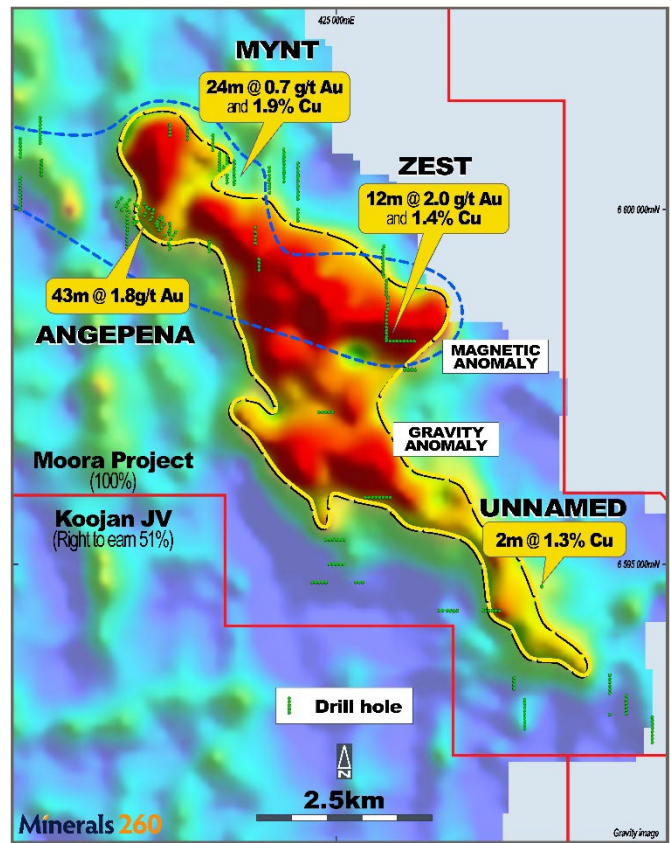 425 000mE
MYNT
24m @ 0.7 g/t Au
and 1.9% Cu
ZEST
12m @ 2.0 g/t Au
and 1.4% Cu
6 600 000mN
43m @ 1.8g/t Au
ANGEPENA
MAGNETIC
ANOMALY
GRAVITY
ANOMALY
Moora Project
(100%)
Koojan JV
(Right to earn 51%)
UNNAMED
2m @ 1.3% Cu
6 595 000mN
Drill hole
N
2.5km
Minerals 260
Gravity image